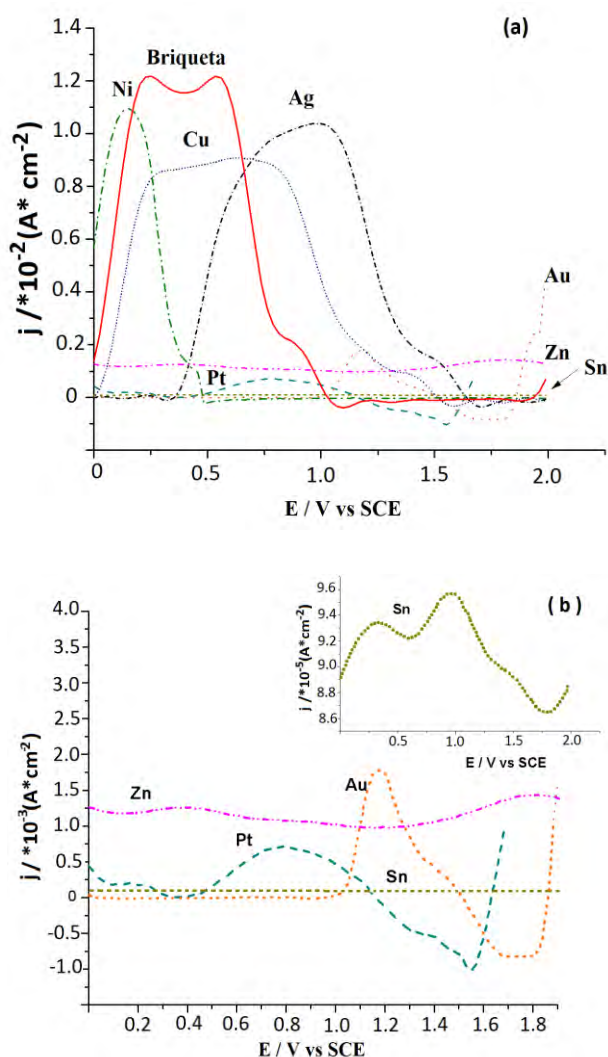 (a)
j /*10⁻²(A* cm⁻²)
1.4
1.2
1.0
0.8
0.6
0.4
0.2
0
Briqueta
Ni
Ag
Cu
Au
Zn
Pt
Sn
0
0.5
1.0
1.5
2.0
E / V vs SCE
( b )
j /*10⁻⁵(A*cm⁻²)
9.6
9.4
9.2
9.0
8.8
8.6
Sn
0.5
1.0
1.5
2.0
E / V vs SCE
j /*10⁻³(A*cm⁻²)
4.0
3.5
3.0
2.5
2.0
1.5
1.0
0.5
0
-0.5
-1.0
Zn
Au
Pt
Sn
0.2
0.4
0.6
0.8
1.0
1.2
1.4
1.6
1.8
E / V vs SCE